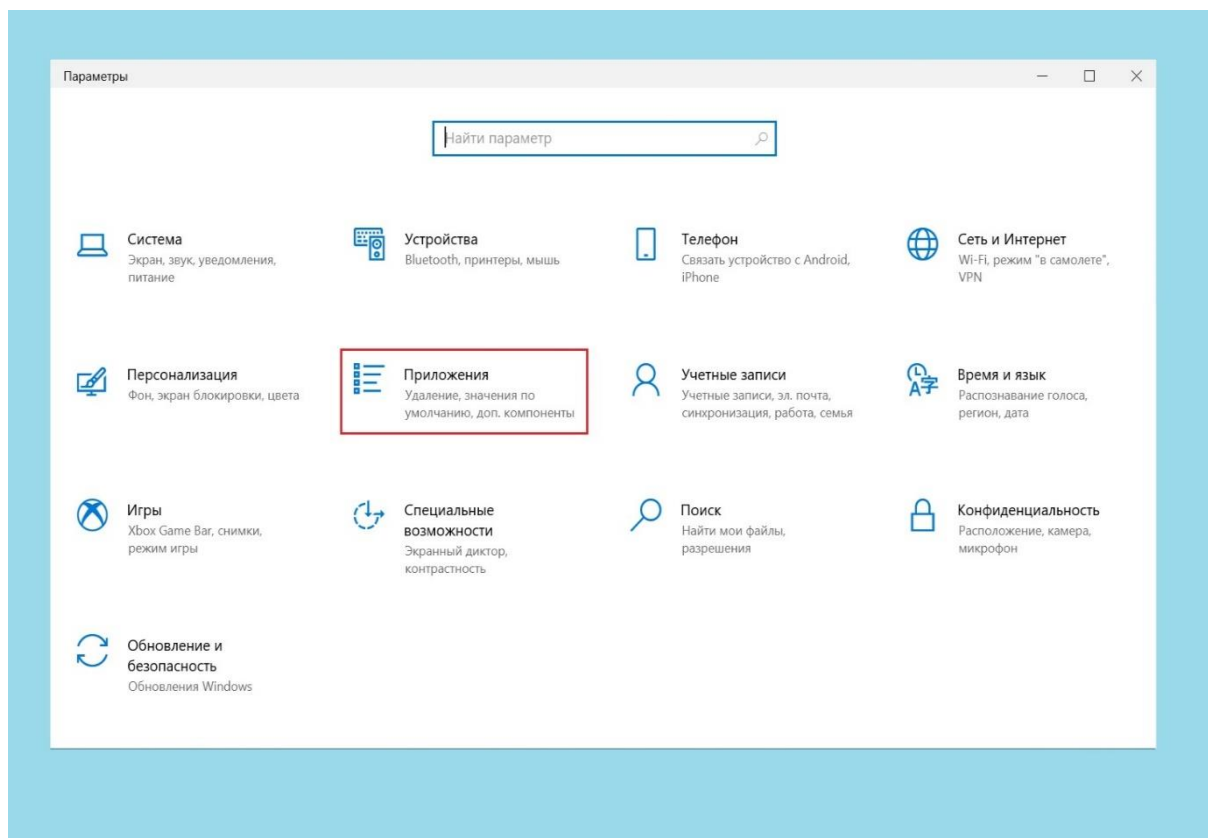 Параметры
Найти параметр
Система
Экран, звук, уведомления,
питание
Устройства
Bluetooth, принтеры, мышь
Телефон
Связать устройство с Android,
iPhone
Сеть и Интернет
Wi-Fi, режим "в самолете",
VPN
Персонализация
Фон, экран блокировки, цвета
Приложения
Удаление, значения по
умолчанию, доп. компоненты
Учетные записи
Учетные записи, эл. почта,
синхронизация, работа, семья
Время и язык
Распознавание голоса,
регион, дата
Игры
Xbox Game Bar, снимки,
режим игры
Специальные
возможности
Экранный диктор,
контрастность
Поиск
Найти мои файлы,
разрешения
Конфиденциальность
Расположение, камера,
микрофон
Обновление и
безопасность
Обновления Windows